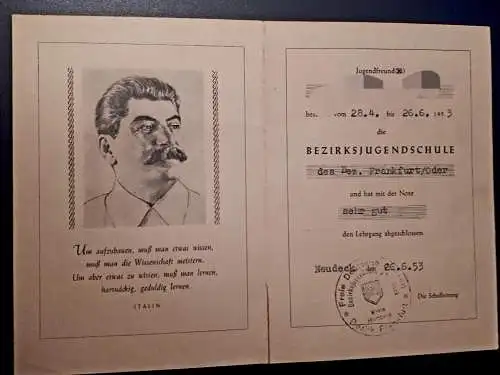 Um aufzubauen, muß man etwas wissen,
muß man die Wissenschaft meistern.
Um aber etwas zu wissen, muß man lernen,
hartnäckig, geduldig lernen.
STALIN
Jugendfreund
vom 28.4. bis 26.6. 1953
die
BEZIRKSJUGENDSCHULE
des Bez. Frankfurt/Oder
und hat mit der Note
sehr gut
den Lehrgang abgeschlossen.
Neudeck, den 26.6.53
Freie
Die Schulleitung